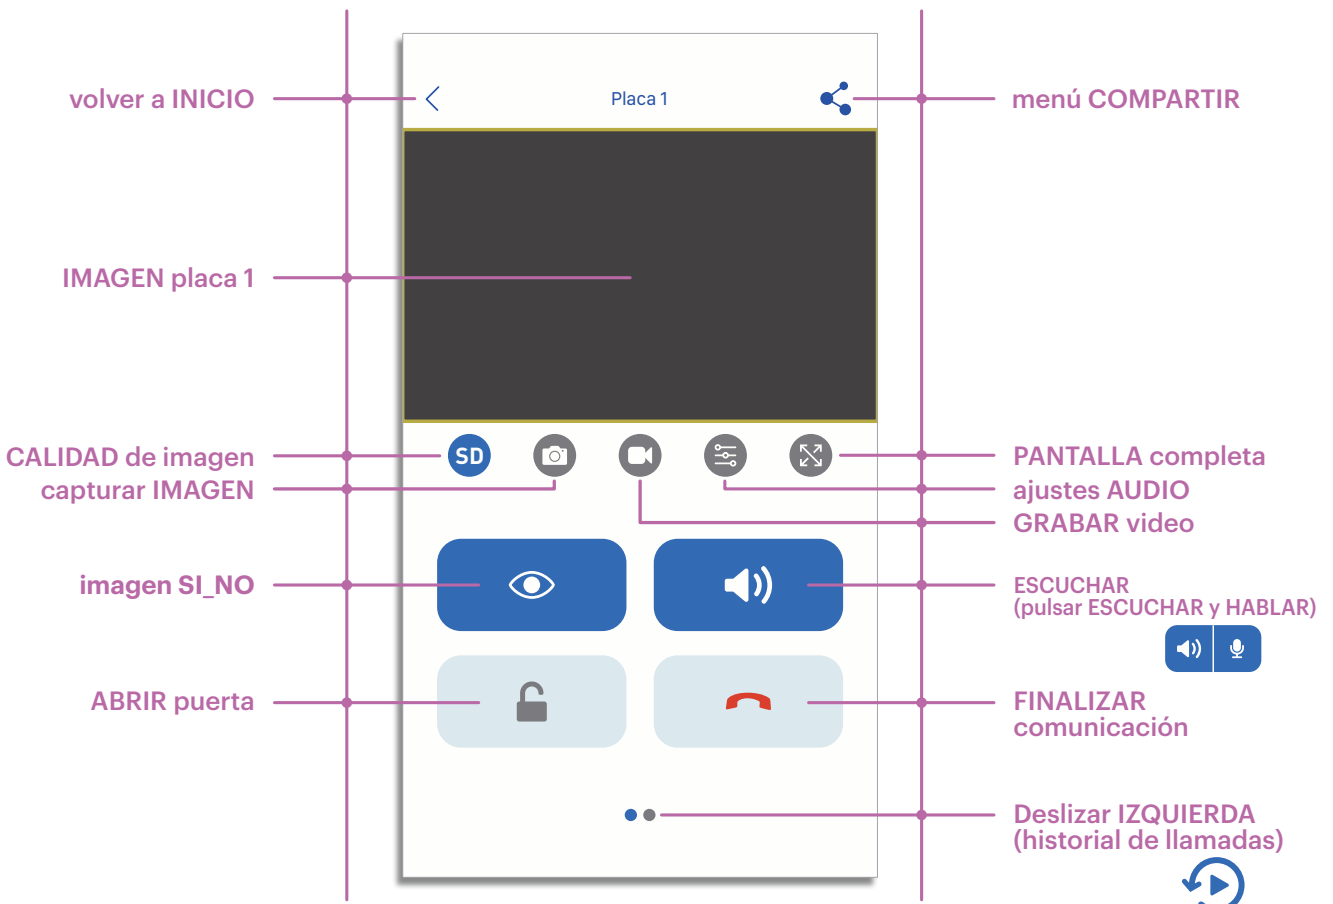 volver a INICIO
Placa 1
menú COMPARTIR
IMAGEN placa 1
CALIDAD de imagen
capturar IMAGEN
SD
PANTALLA completa
ajustes AUDIO
GRABAR video
imagen SI_NO
ESCUCHAR
(pulsar ESCUCHAR y HABLAR)
ABRIR puerta
FINALIZAR
comunicación
Deslizar IZQUIERDA
(historial de llamadas)